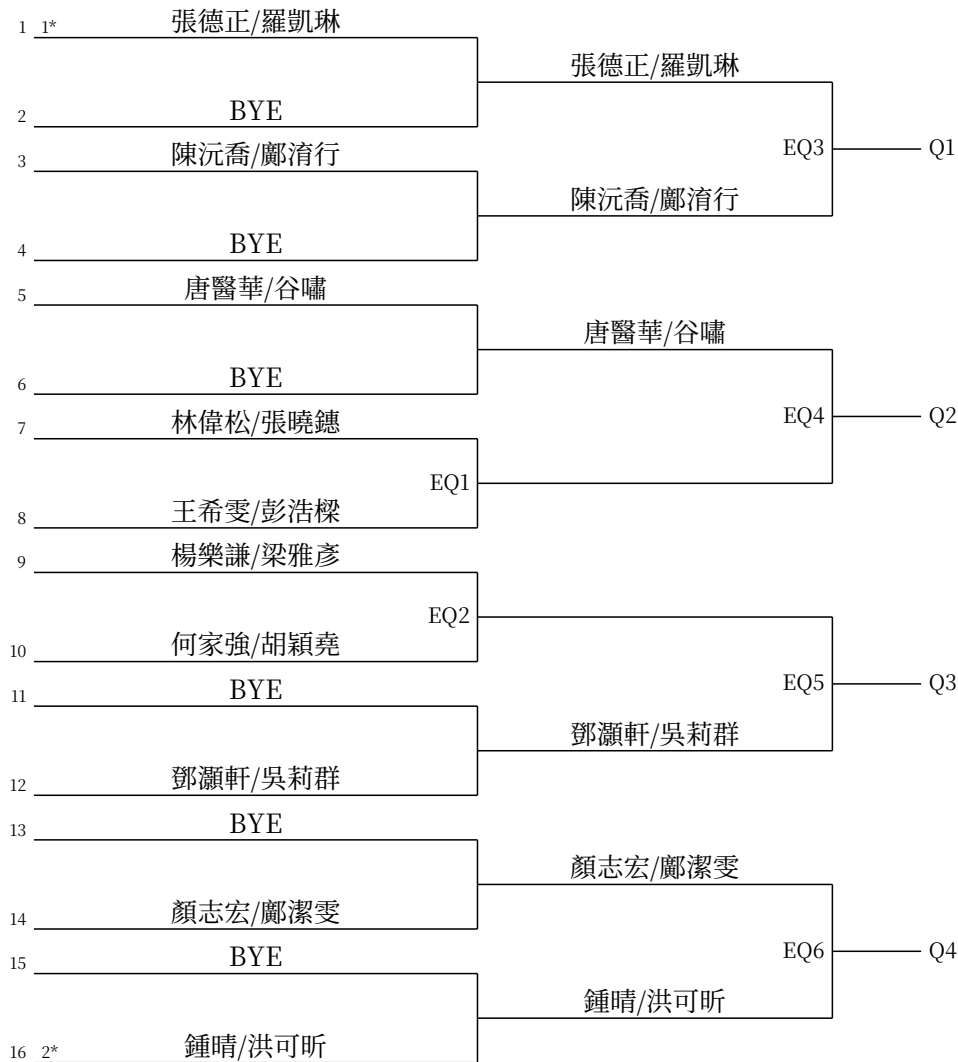 1 1* 張德正/羅凱琳
張德正/羅凱琳
2 BYE
EQ3 Q1
3 陳沅喬/鄺淯行
陳沅喬/鄺淯行
4 BYE
5 唐醫華/谷嘯
唐醫華/谷嘯
6 BYE
EQ4 Q2
7 林偉松/張曉鏸
EQ1
8 王希雯/彭浩樑
9 楊樂謙/梁雅彥
EQ2
10 何家強/胡穎堯
11 BYE
EQ5 Q3
鄧灝軒/吳莉群
12 鄧灝軒/吳莉群
13 BYE
顏志宏/鄺潔雯
14 顏志宏/鄺潔雯
15 BYE
EQ6 Q4
鍾晴/洪可昕
16 2* 鍾晴/洪可昕